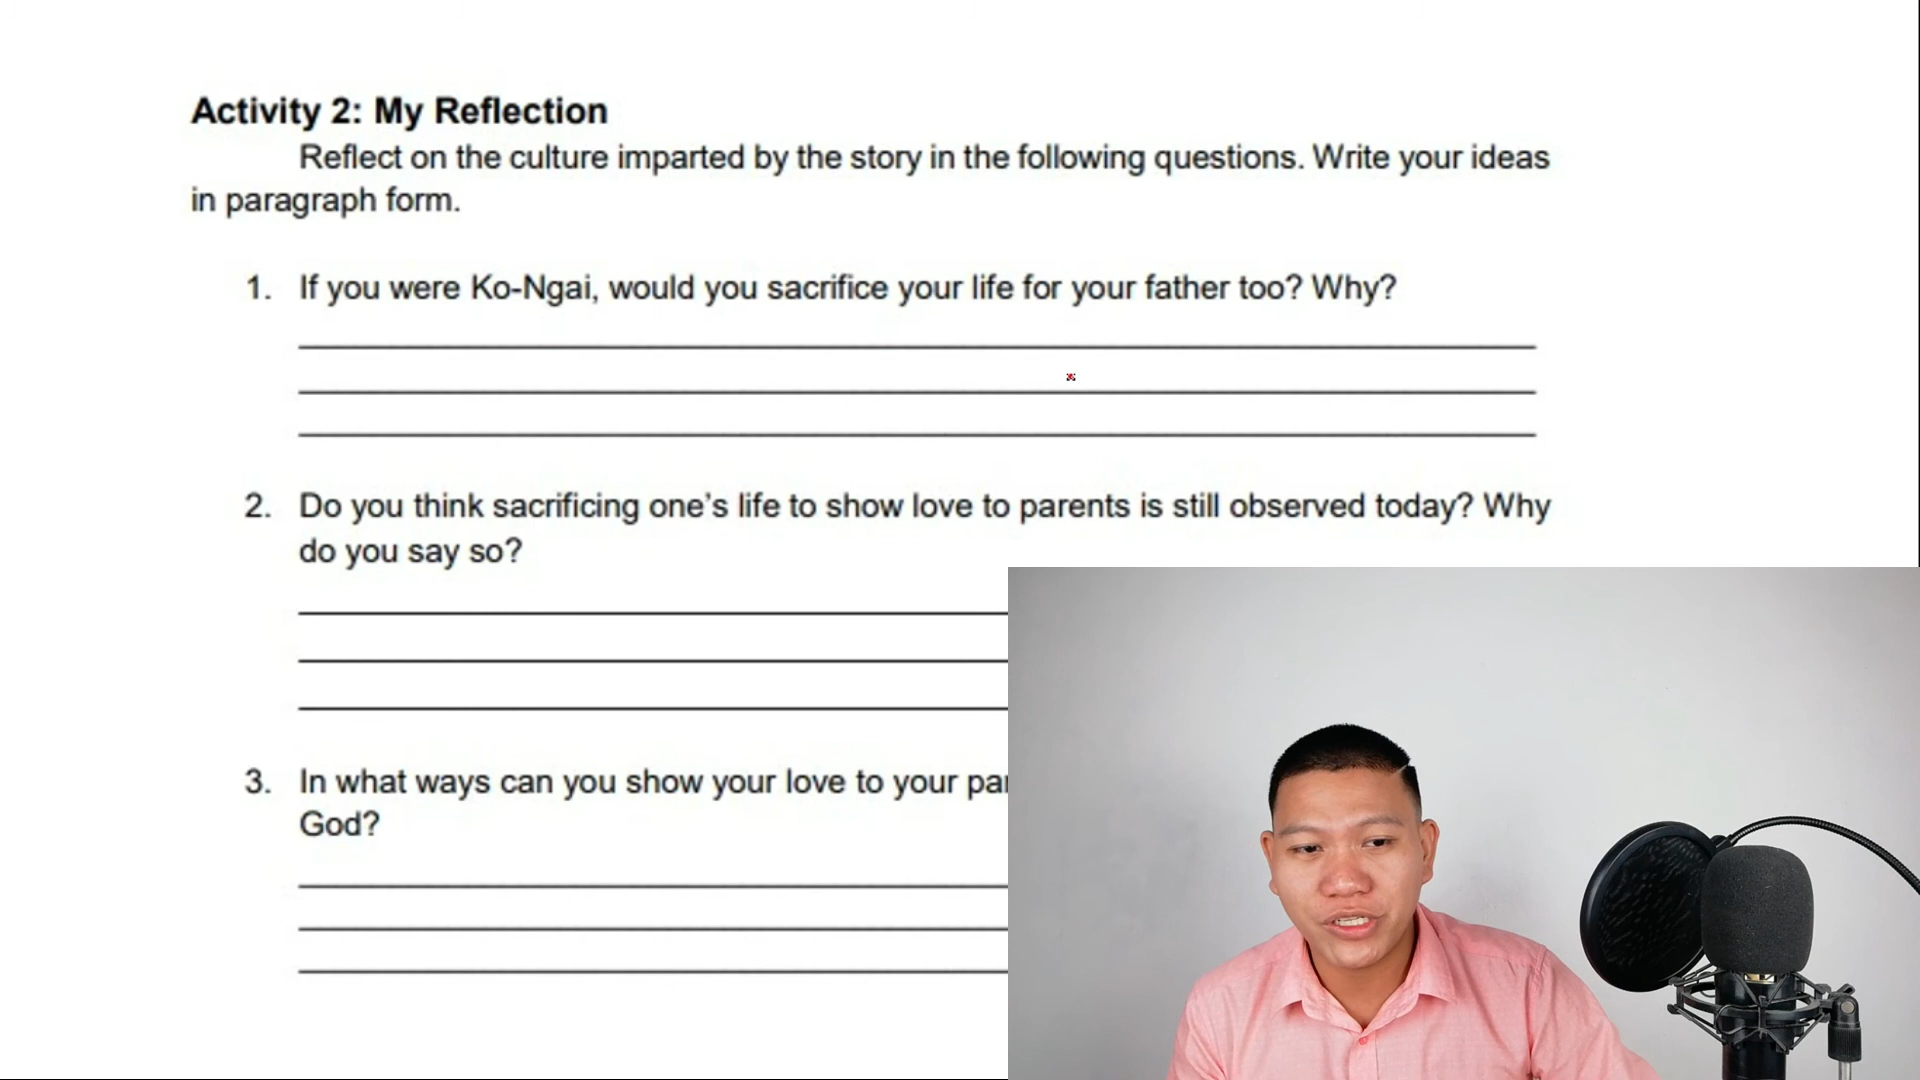 Activity 2: My Reflection
Reflect on the culture imparted by the story in the following questions. Write your ideas
in paragraph form.
1. If you were Ko-Ngai, would you sacrifice your life for your father too? Why?
2. Do you think sacrificing one’s life to show love to parents is still observed today? Why
do you say so?
3. In what ways can you show your love to your
God?